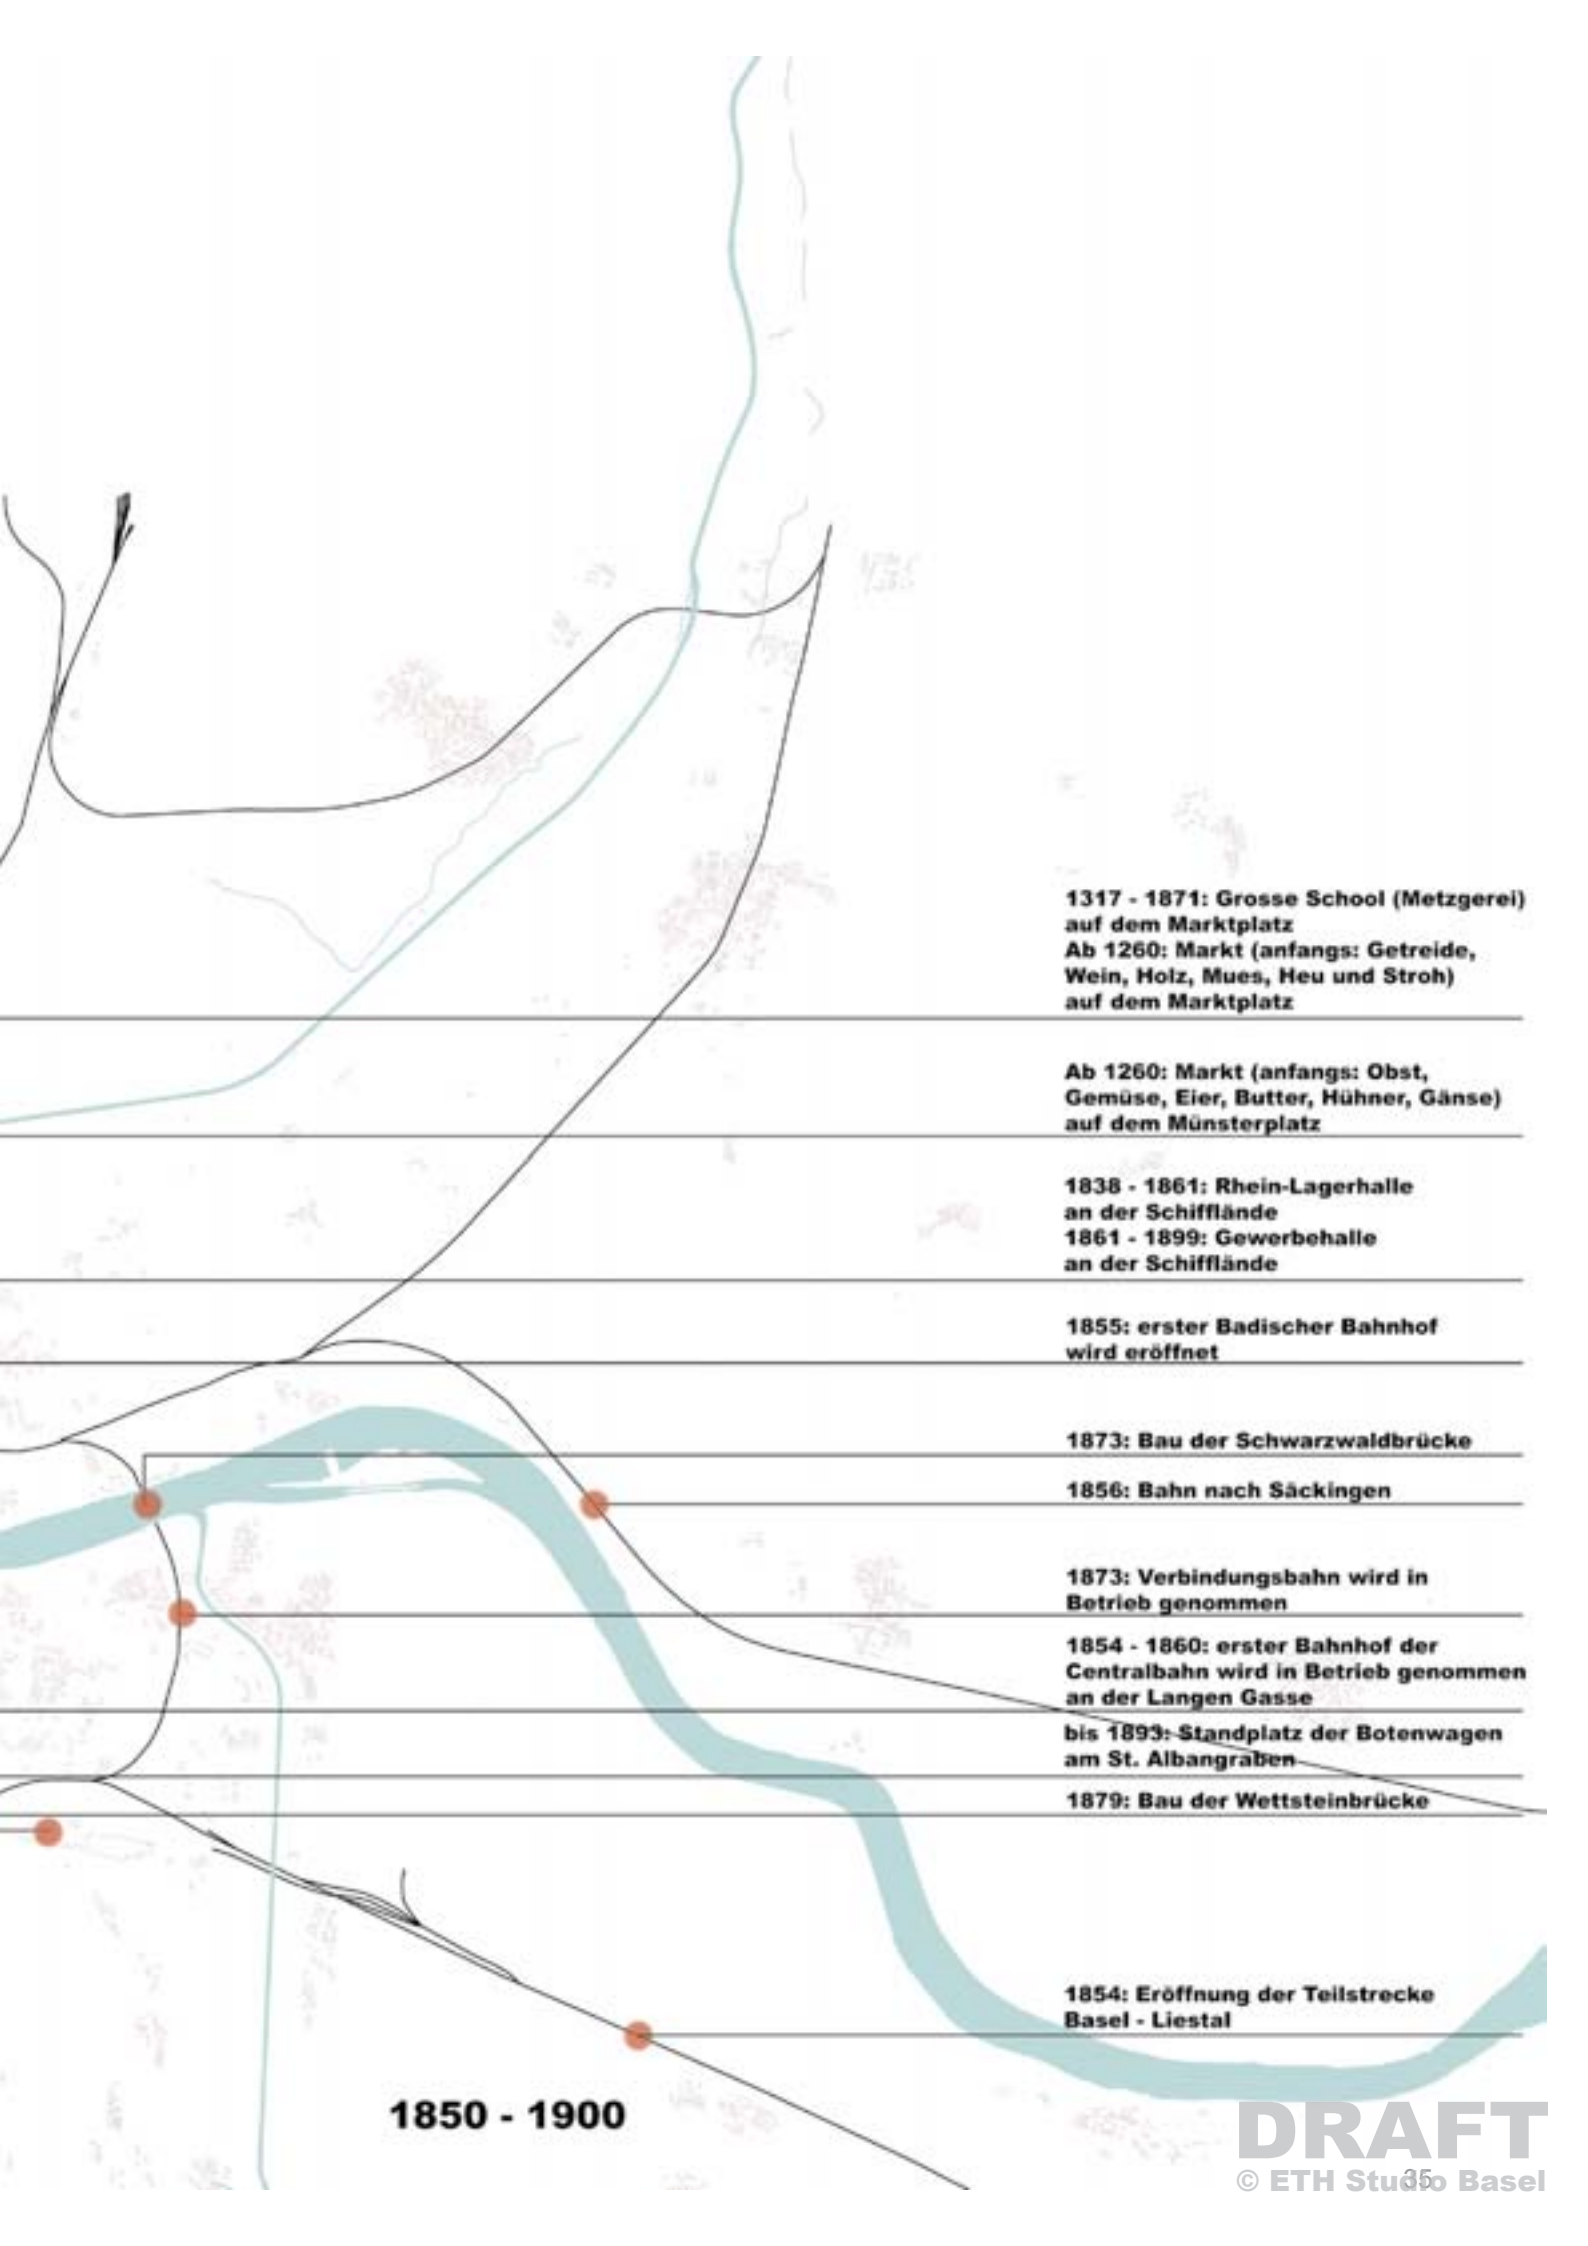 1317 - 1871: Grosse School (Metzgerei)
auf dem Marktplatz
Ab 1260: Markt (anfangs: Getreide,
Wein, Holz, Mues, Heu und Stroh)
auf dem Marktplatz
Ab 1260: Markt (anfangs: Obst,
Gemüse, Eier, Butter, Hühner, Gänse)
auf dem Münsterplatz
1838 - 1861: Rhein-Lagerhalle
an der Schifflände
1861 - 1899: Gewerbehalle
an der Schifflände
1855: erster Badischer Bahnhof
wird eröffnet
1873: Bau der Schwarzwaldbrücke
1856: Bahn nach Säckingen
1873: Verbindungsbahn wird in
Betrieb genommen
1854 - 1860: erster Bahnhof der
Centralbahn wird in Betrieb genommen
an der Langen Gasse
bis 1893: Standplatz der Botenwagen
am St. Albangraben
1879: Bau der Wettsteinbrücke
1854: Eröffnung der Teilstrecke
Basel - Liestal
1850 - 1900
DRAFT
© ETH Studio Basel
35